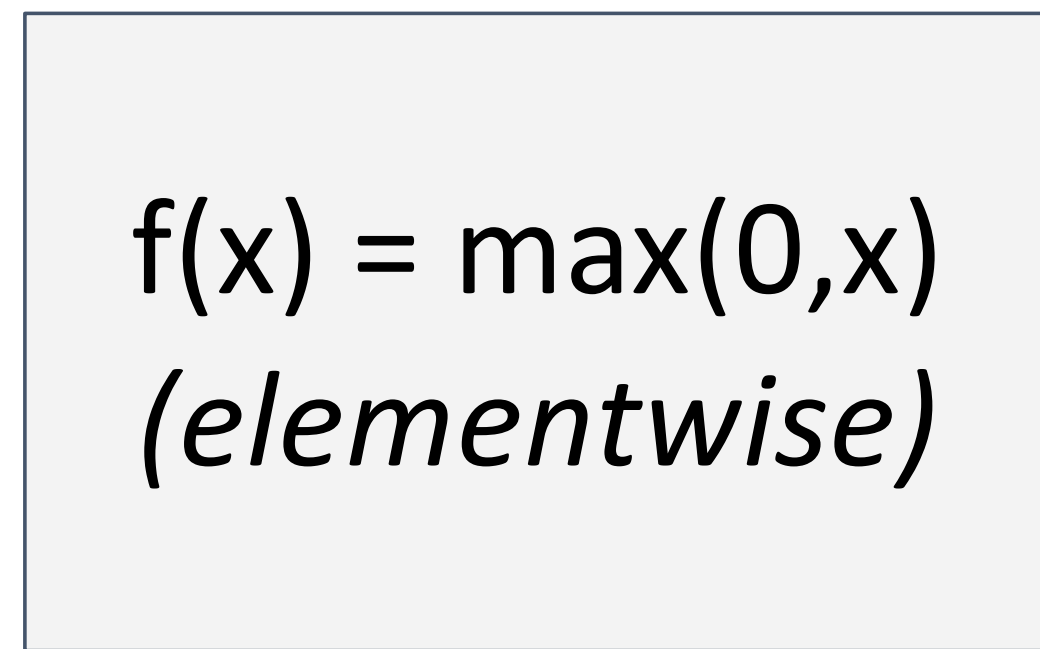 f(x) = max(0,x)
(elementwise)